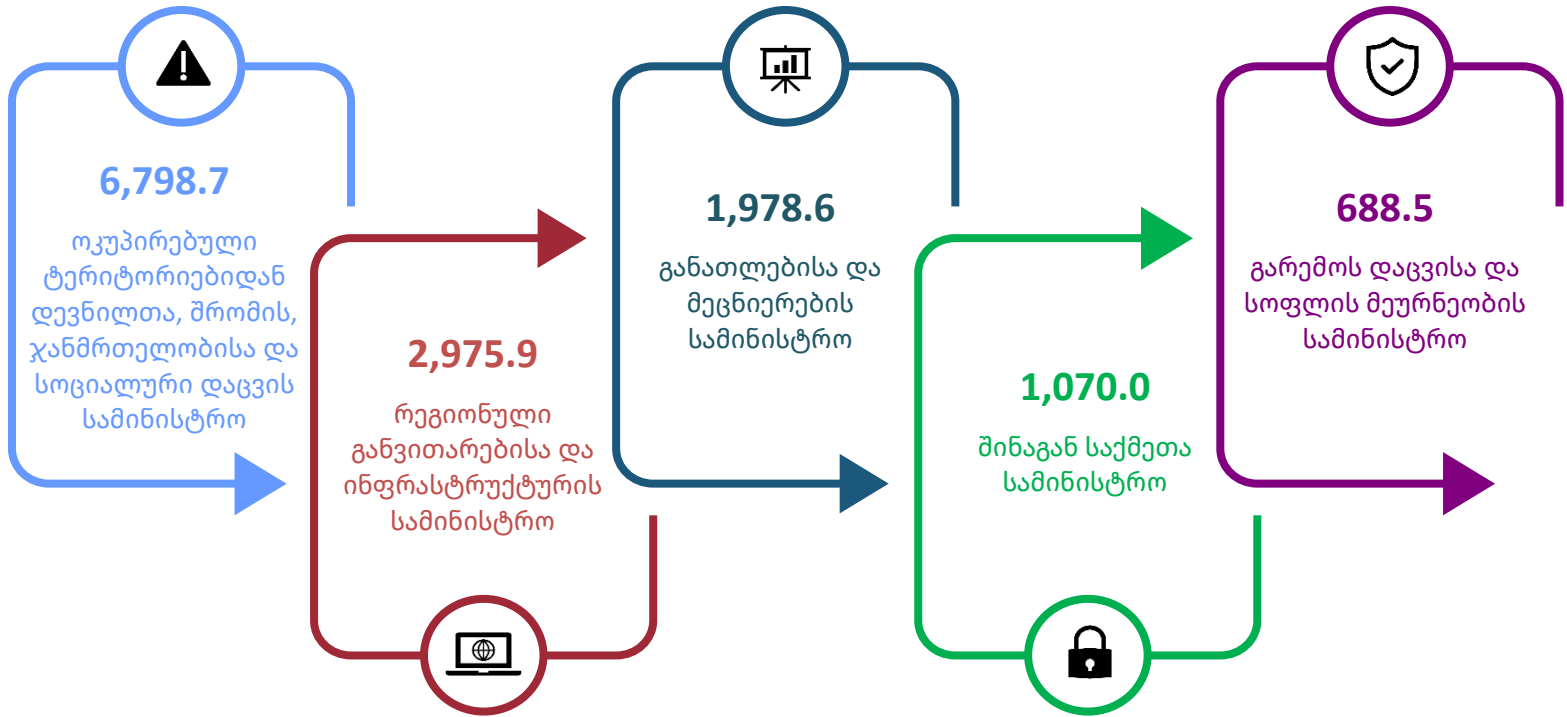 6,798.7
ოკუპირებული
ტერიტორიებიდან
დევნილთა, შრომის,
ჯანმრთელობისა და
სოციალური დაცვის
სამინისტრო
2,975.9
რეგიონული
განვითარებისა და
ინფრასტრუქტურის
სამინისტრო
1,978.6
განათლებისა და
მეცნიერების
სამინისტრო
1,070.0
შინაგან საქმეთა
სამინისტრო
688.5
გარემოს დაცვისა და
სოფლის მეურნეობის
სამინისტრო